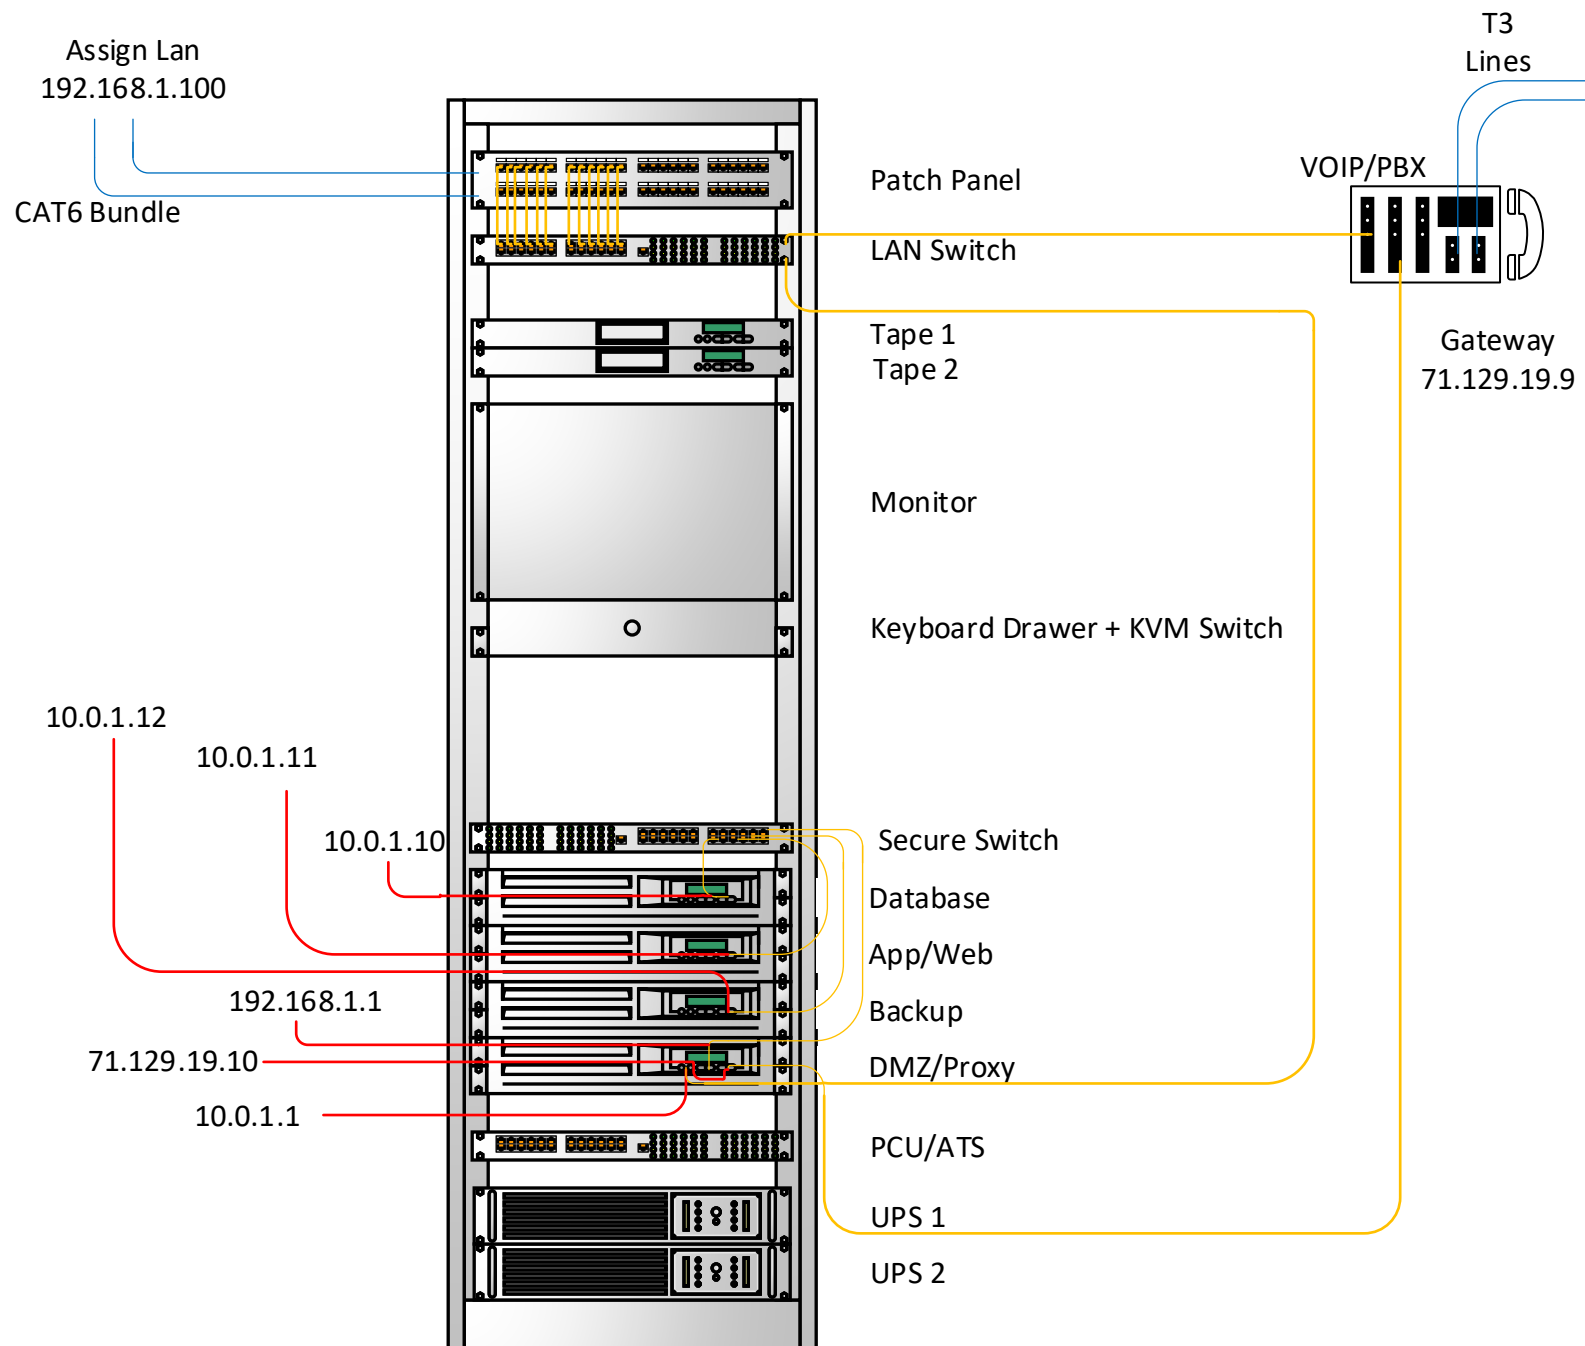 T3
Lines
Assign Lan
192.168.1.100
VOIP/PBX
Patch Panel
CAT6 Bundle
LAN Switch
Tape 1
Tape 2
Gateway
71.129.19.9
Monitor
Keyboard Drawer + KVM Switch
10.0.1.12
10.0.1.11
10.0.1.10
Secure Switch
Database
App/Web
192.168.1.1
Backup
71.129.19.10
DMZ/Proxy
10.0.1.1
PCU/ATS
UPS 1
UPS 2